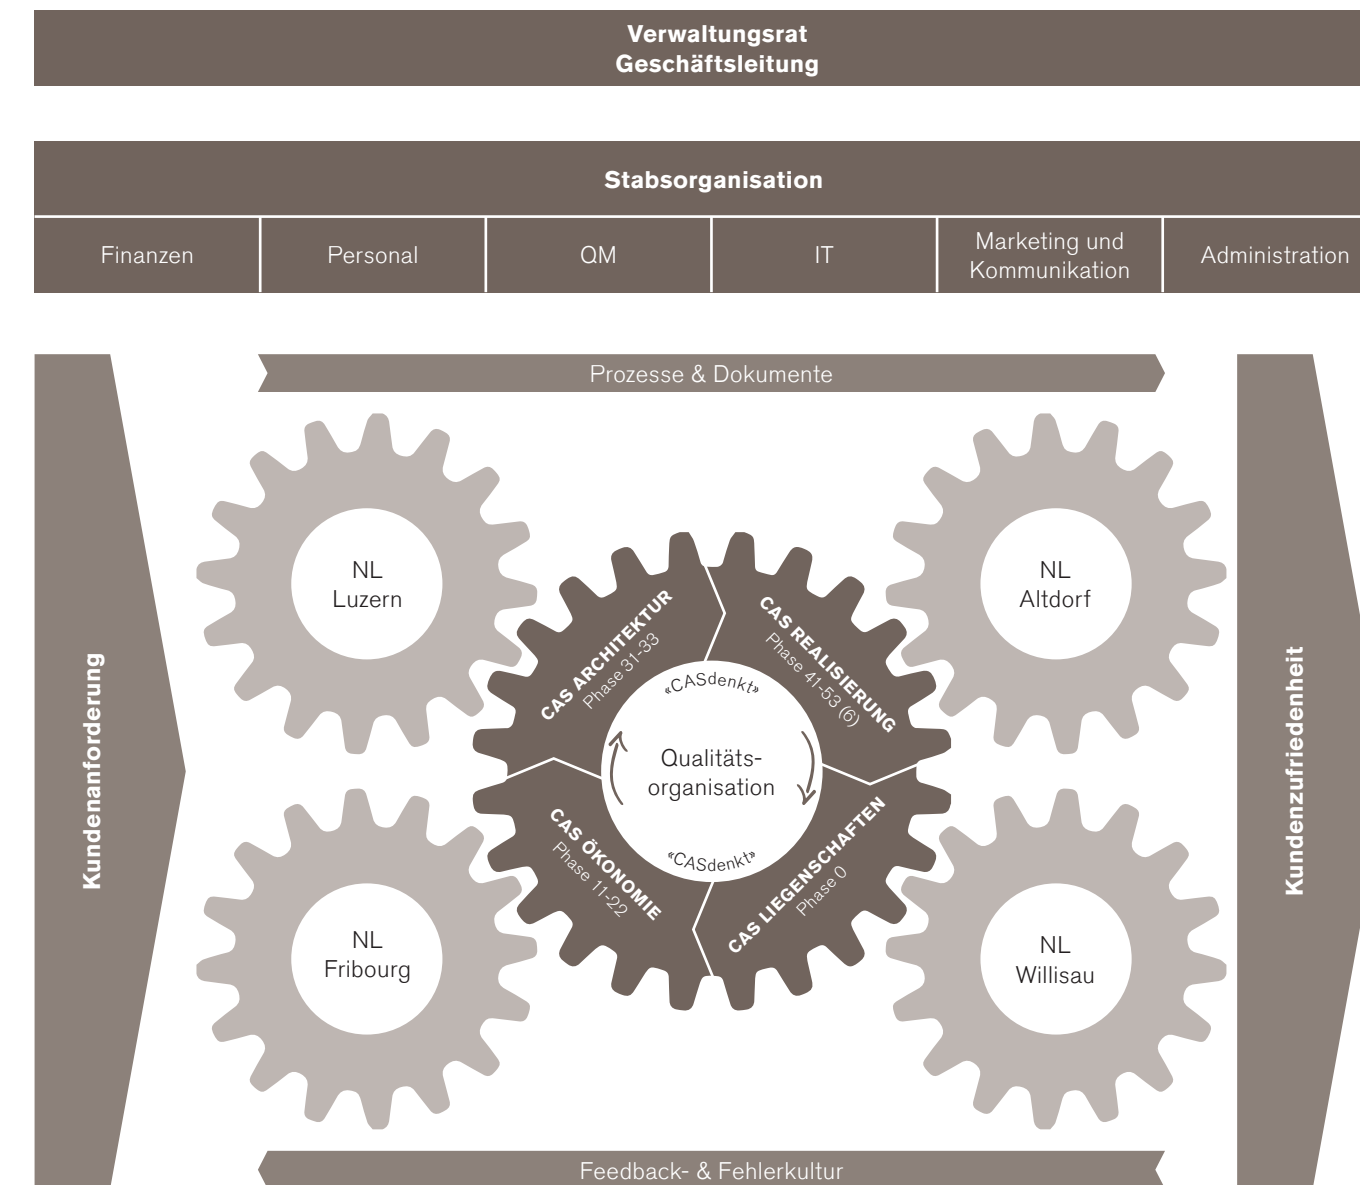 Verwaltungsrat
Geschäftsleitung
Stabsorganisation
Finanzen
Personal
QM
IT
Marketing und
Kommunikation
Administration
Prozesse & Dokumente
Kundenanforderung
NL
Luzern
NL
Altdorf
CAS ARCHITEKTUR
Phase 31-33
CAS REALISIERUNG
Phase 41-53 (6)
«CASdenkt»
Qualitäts-
organisation
«CASdenkt»
CAS ÖKONOMIE
Phase 11-22
CAS LIEGENSCHAFTEN
Phase 0
NL
Fribourg
NL
Willisau
Kundenzufriedenheit
Feedback- & Fehlerkultur